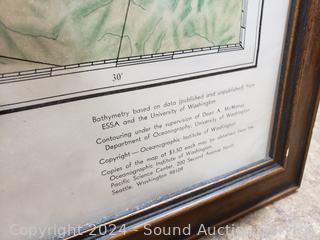 30'
Bathymetry based on data (published and unpublished) from
ESSA and the University of Washington
Contouring under the supervision of Dean A. McManus,
Department of Oceanography, University of Washington
Copyright — Oceanographic Institute of Washington
Copies of the map at $1.50 each may be obtained from the
Oceanographic Institute of Washington,
Pacific Science Center, 200 Second Avenue North
Seattle, Washington 98109
Copyright 2024 - Sound Auction